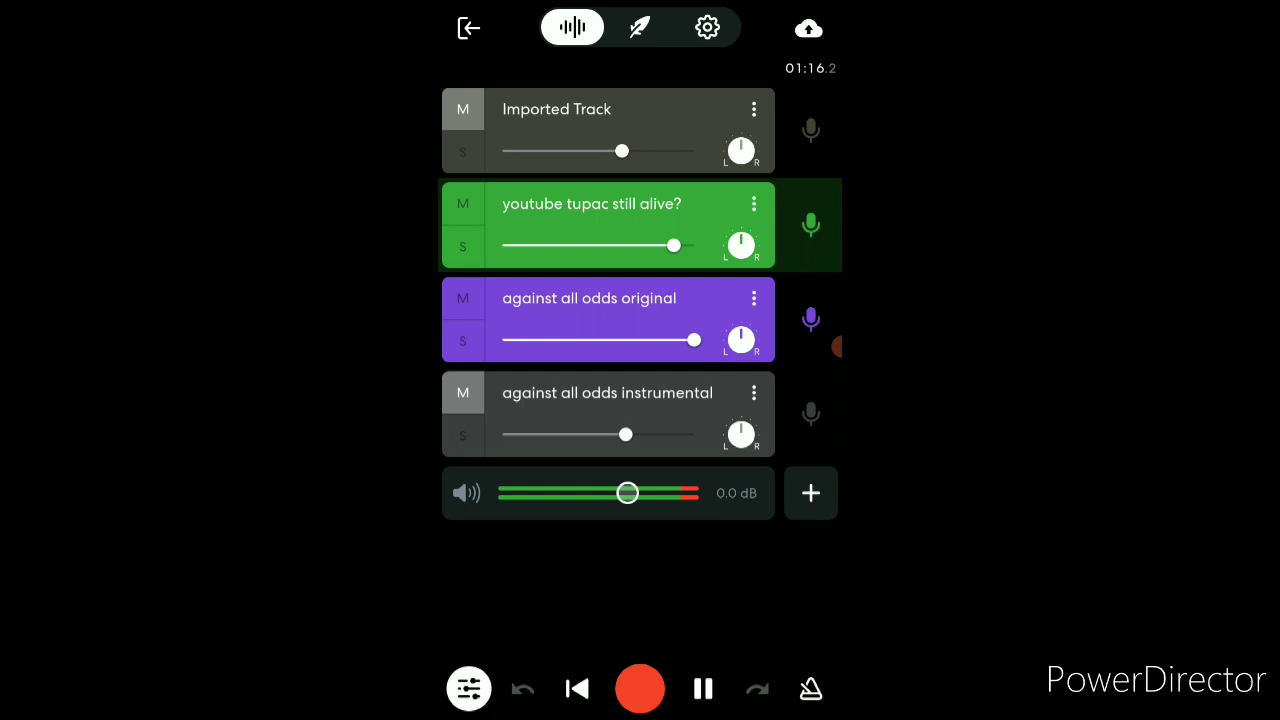 01:16.2
M
Imported Track
S
L R
M
youtube tupac still alive?
S
L R
M
against all odds original
S
L R
M
against all odds instrumental
S
L R
0.0 dB
PowerDirector